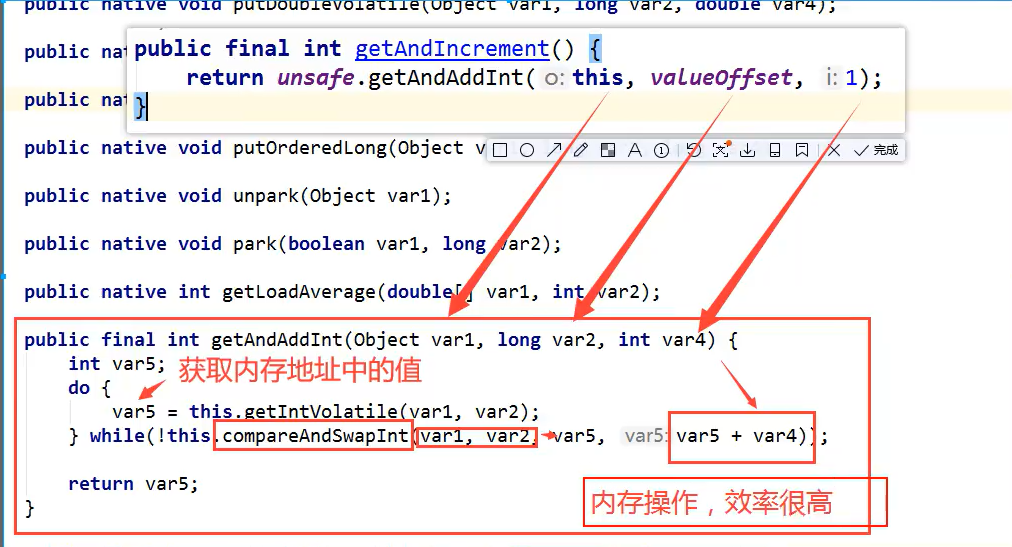 public native void putDoubleVolatile(Object var1, long var2, double var4);
public nat
public final int getAndIncrement() {
return unsafe.getAndAddInt( o: this, valueOffset, i: 1);
}
public nat
public native void putOrderedLong(Object v
A ① 文 完成
public native void unpark(Object var1);
public native void park(boolean var1, long var2);
public native int getLoadAverage(double[] var1, int var2);
public final int getAndAddInt(Object var1, long var2, int var4) {
int var5;
获取内存地址中的值
do {
var5 = this.getIntVolatile(var1, var2);
} while(!this.compareAndSwapInt(var1, var2, var5, var5: var5 + var4));
return var5;
内存操作，效率很高
}